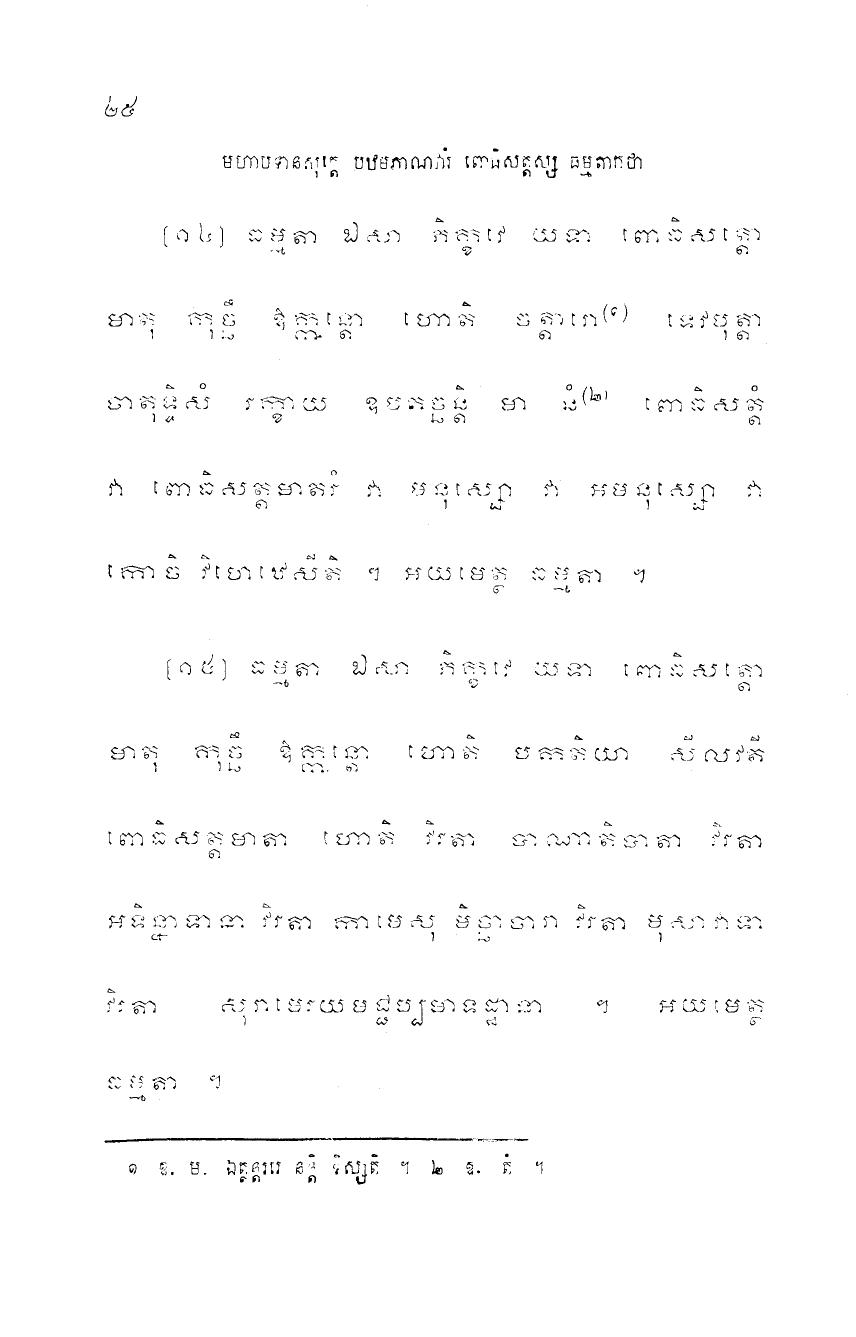 ២៥
មហាបទានសុត្តេ បឋមភាណវារំ ពោធិសត្តស្ស ធម្មតាកថា
[១៤] ធម្មតា ឯសា ភិក្ខវេ យទា ពោធិសត្តោ
មាតុ កុច្ឆឹ ឱក្កន្តោ ហោតិ ចត្តារោ(១) ទេវបុត្តា
ចាតុទ្ទិសំ រក្ខាយ ឧបគច្ឆន្តិ មា នំ(២) ពោធិសត្តំ
វា ពោធិសត្តមាតរំ វា មនុស្សោ វា អមនុស្សោ វា
កោចិ វិហេឋេសីតិ ។ អយមេត្ថ ធម្មតា ។
[១៥] ធម្មតា ឯសា ភិក្ខវេ យទា ពោធិសត្តោ
មាតុ កុច្ឆឹ ឱក្កន្តោ ហោតិ បកតិយា សីលវតី
ពោធិសត្តមាតា ហោតិ វិរតា បាណាតិបាតា វិរតា
អទិន្នាទានា វិរតា កាមេសុ មិច្ឆាចារា វិរតា មុសាវាទា
វិរតា សុរាមេរយមជ្ជប្បមាទដ្ឋានា ។ អយមេត្ថ
ធម្មតា ។
១ ឱ. ម. ឯត្ថន្តរេ នន្តិ ទិស្សតិ ។ ២ ឱ. តំ ។